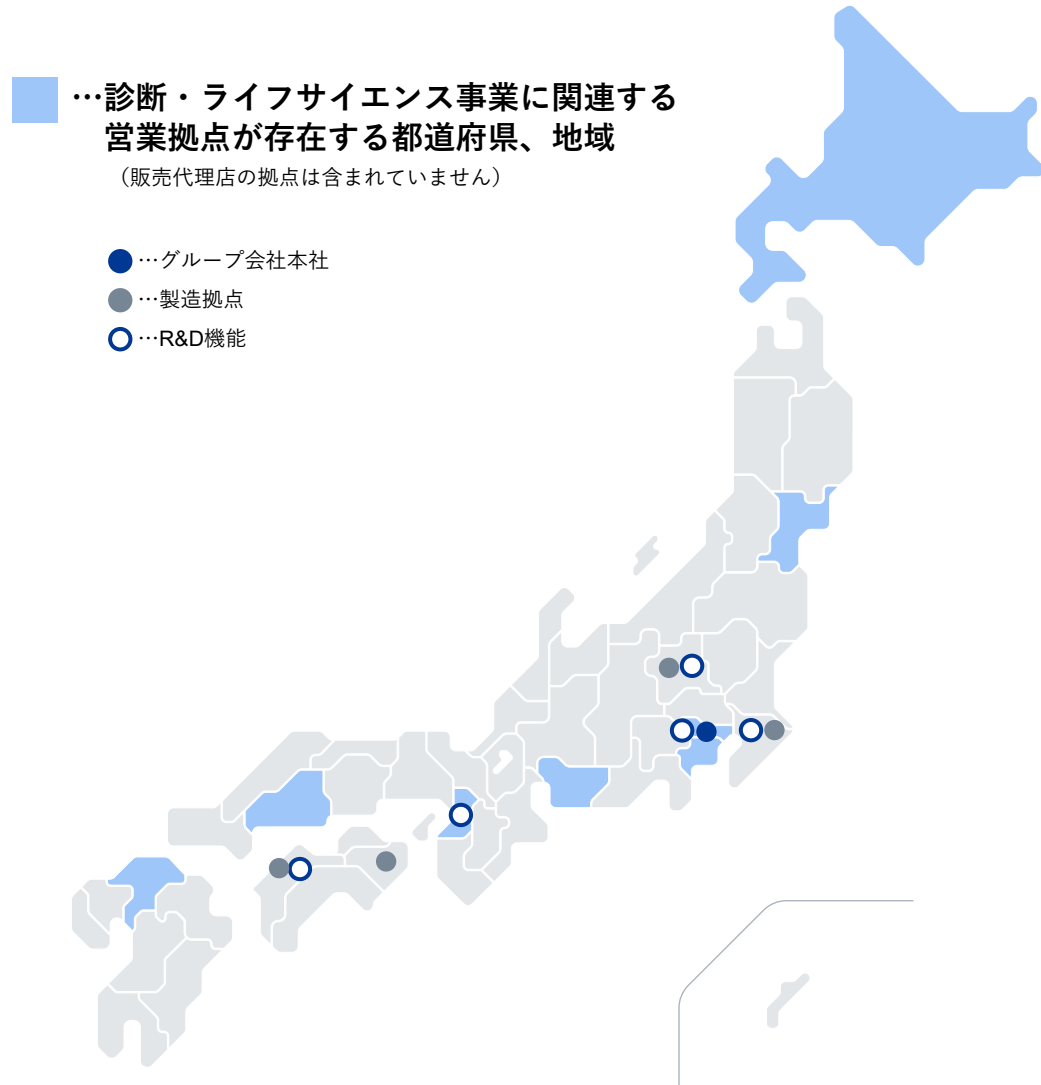 …診断・ライフサイエンス事業に関連する
営業拠点が存在する都道府県、地域
（販売代理店の拠点は含まれていません）
…グループ会社本社
…製造拠点
…R&D機能